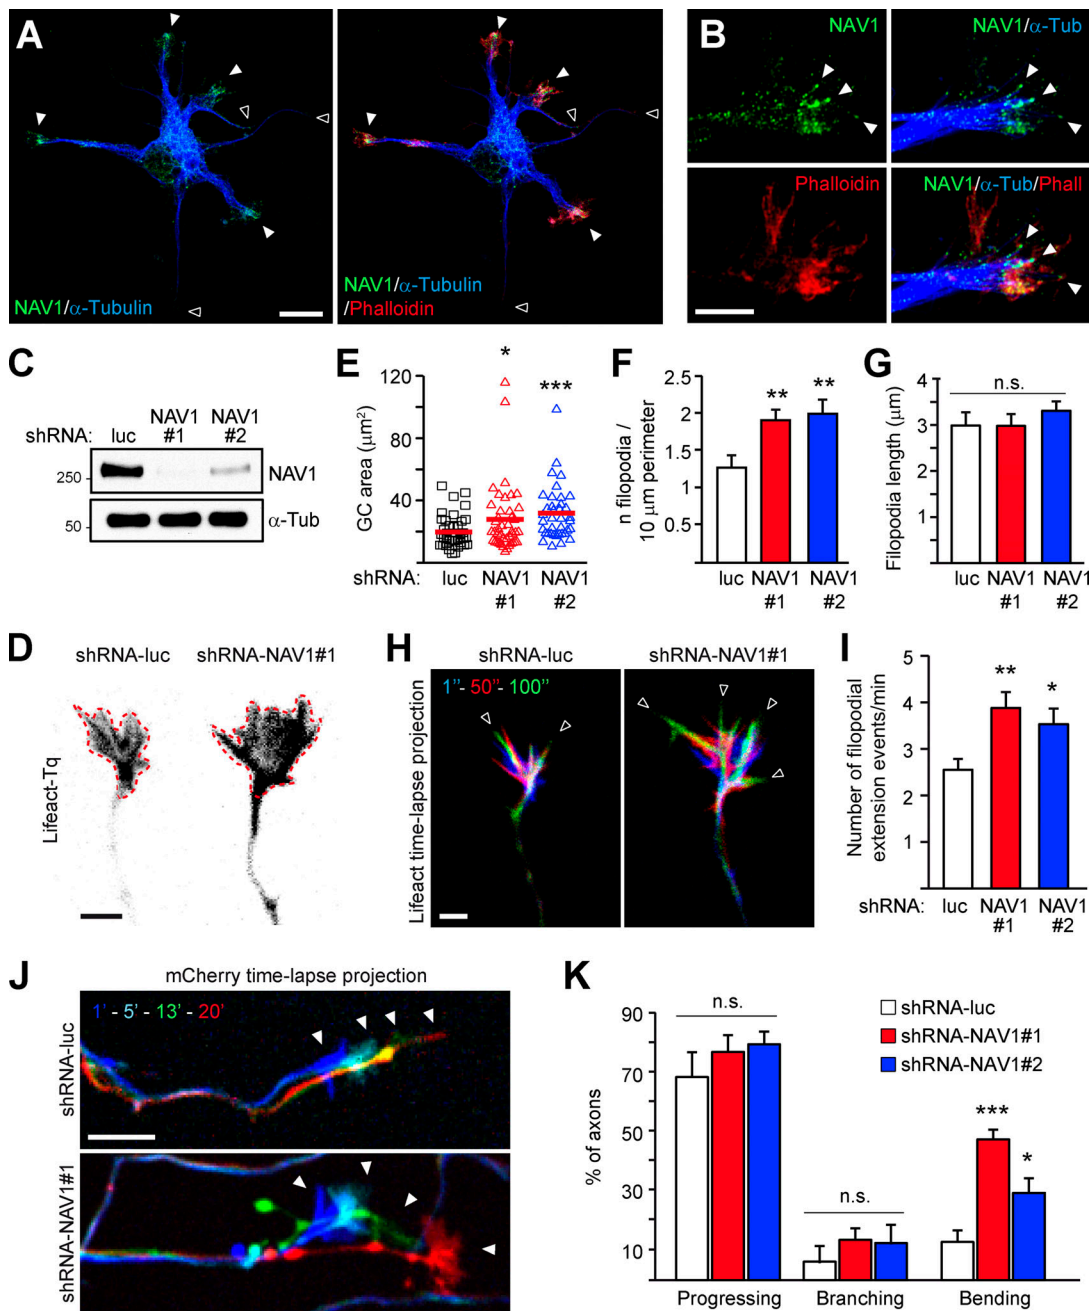 A
NAV1/α-Tubulin
NAV1/α-Tubulin
/Phalloidin
B
NAV1
NAV1/α-Tub
Phalloidin
NAV1/α-Tub/Phall
C
shRNA:
luc
NAV1
#1
NAV1
#2
250
NAV1
50
α-Tub
E
GC area (μm²)
120
80
40
*
***
shRNA:
luc
NAV1
#1
NAV1
#2
F
n filopodia /
10 μm perimeter
2.5
2
1.5
1
0.5
**
**
luc
NAV1
#1
NAV1
#2
G
Filopodia length (μm)
4
3
2
1
n.s.
luc
NAV1
#1
NAV1
#2
D
shRNA-luc
shRNA-NAV1#1
Lifeact-Tq
H
shRNA-luc
shRNA-NAV1#1
Lifeact time-lapse projection
1'' - 50'' - 100''
I
Number of filopodial
extension events/min
5
4
3
2
1
**
*
shRNA:
luc
NAV1
#1
NAV1
#2
J
mCherry time-lapse projection
shRNA-luc
1' - 5' - 13' - 20'
shRNA-NAV1#1
K
% of axons
90
70
50
30
10
n.s.
n.s.
***
*
shRNA-luc
shRNA-NAV1#1
shRNA-NAV1#2
Progressing
Branching
Bending